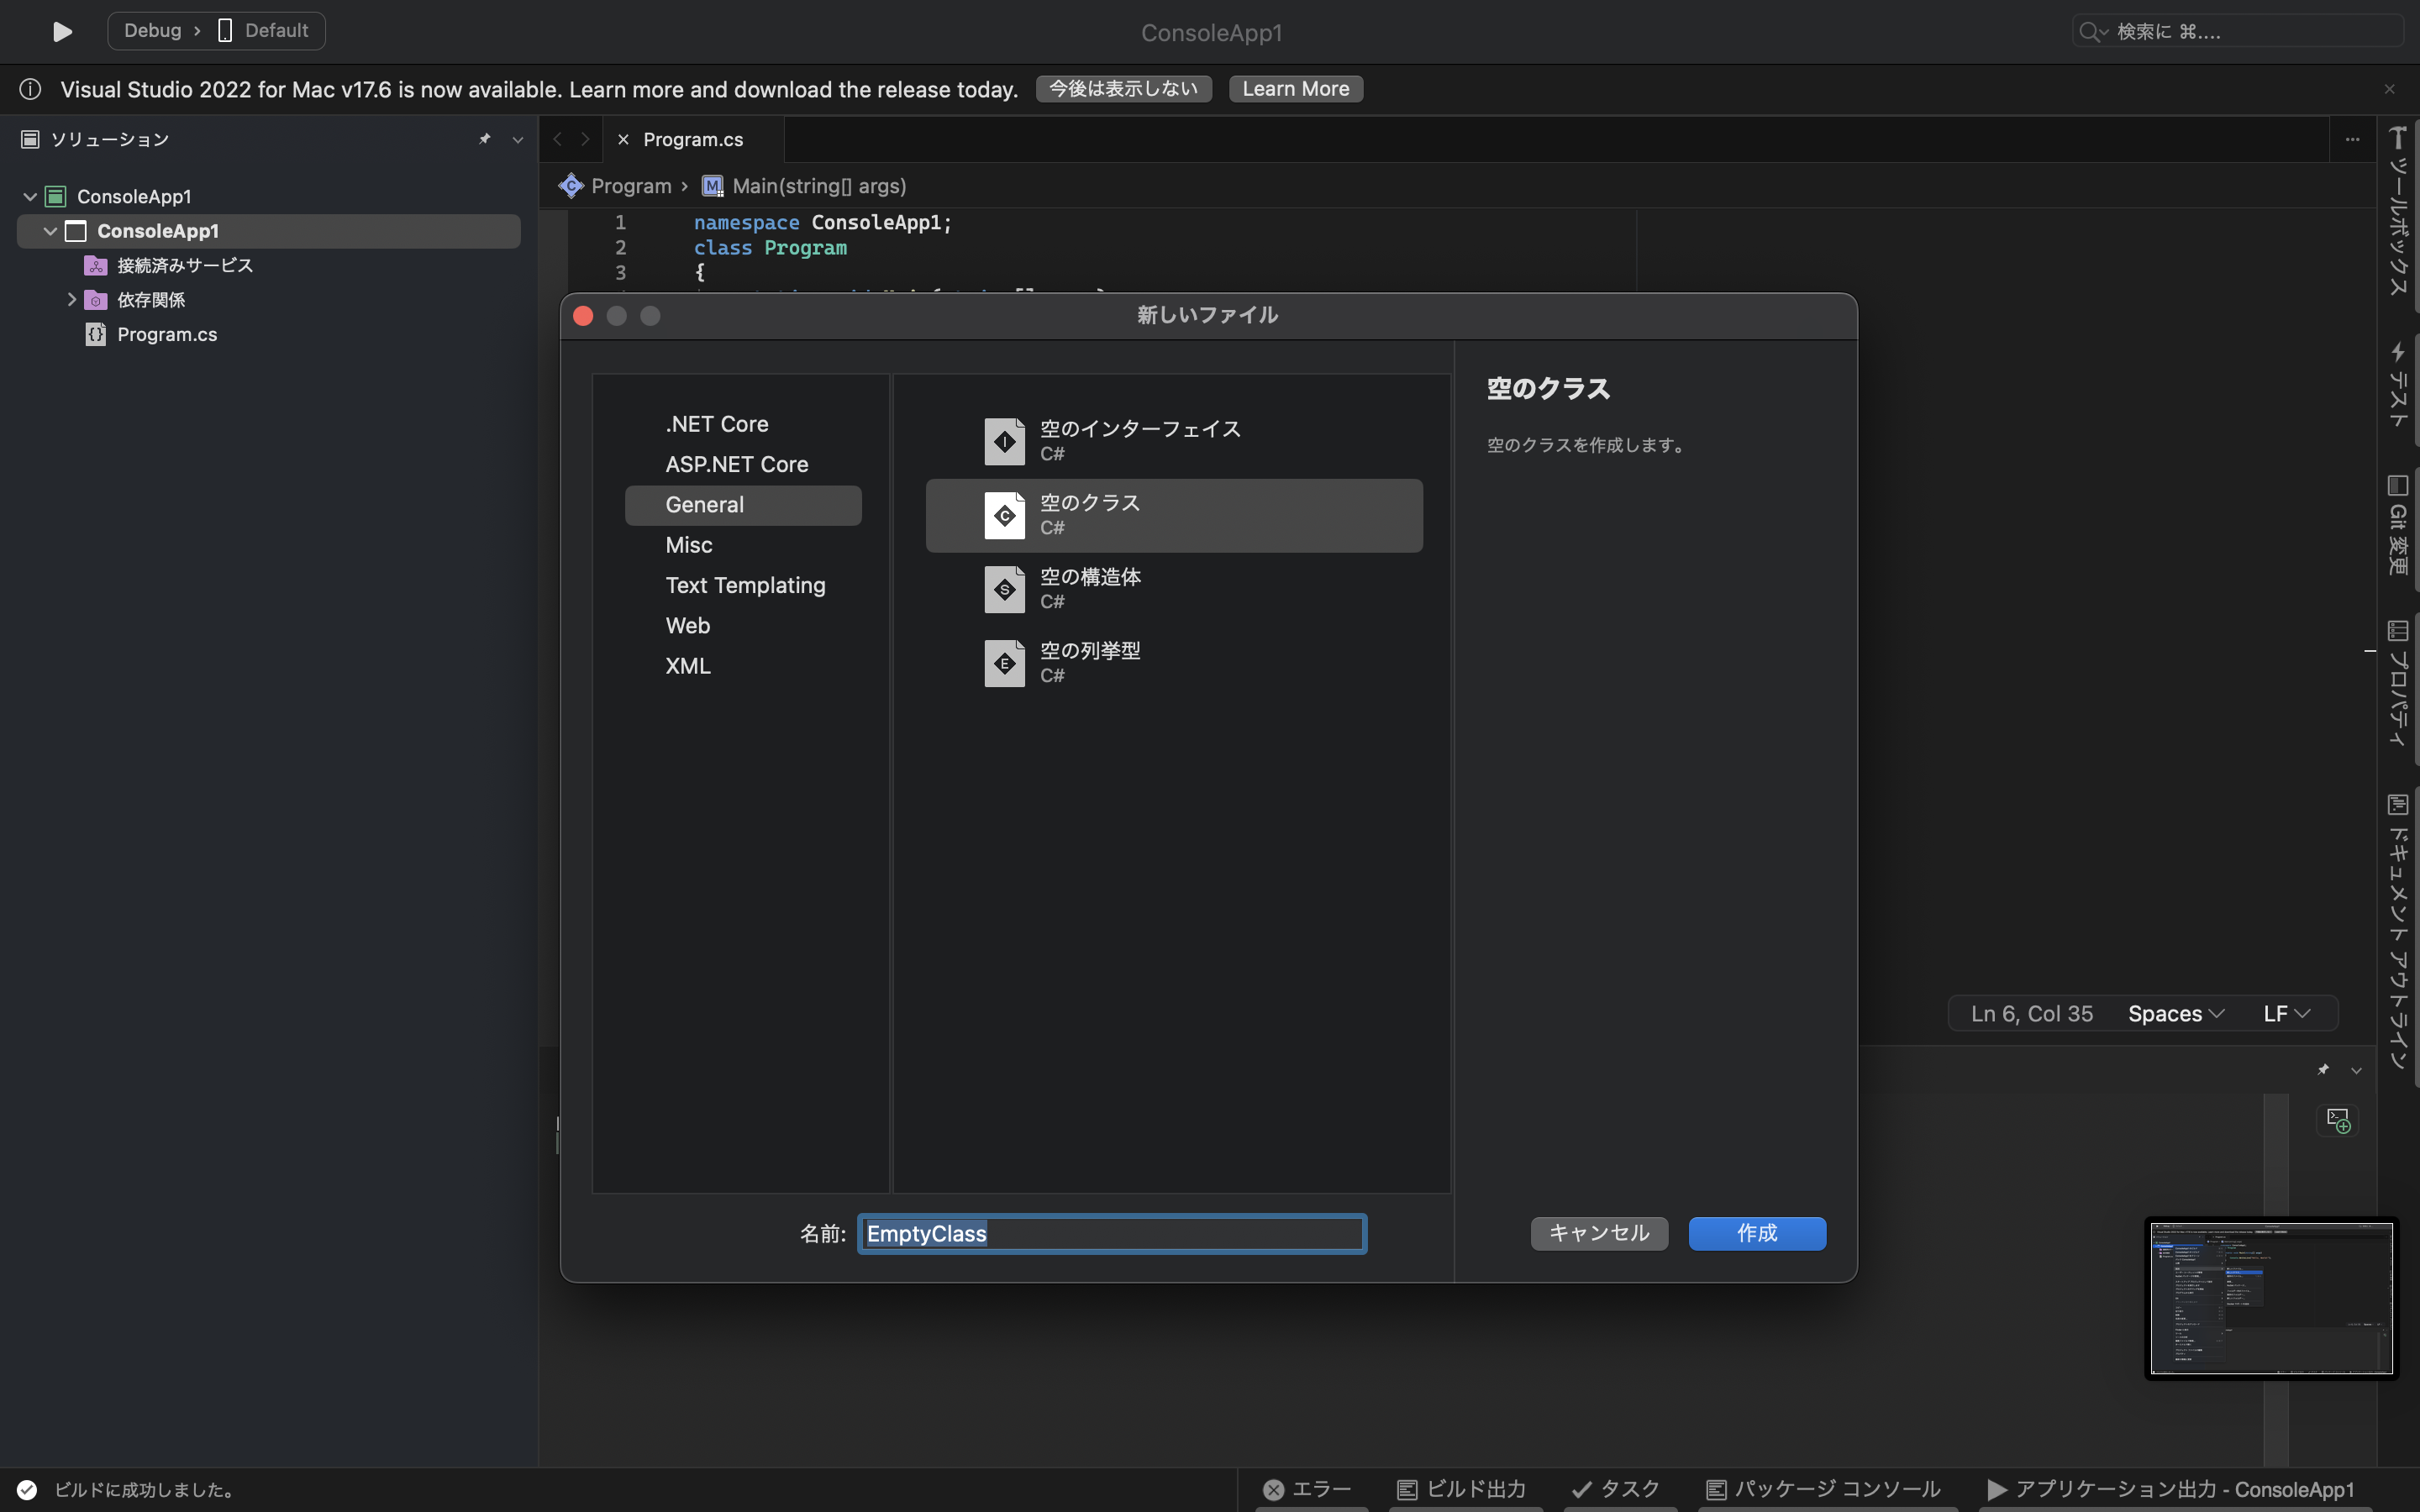 Debug › Default
ConsoleApp1
検索に ⌘....
Visual Studio 2022 for Mac v17.6 is now available. Learn more and download the release today.
今後は表示しない
Learn More
ソリューション
ConsoleApp1
ConsoleApp1
接続済みサービス
依存関係
Program.cs
Program.cs
Program › Main(string[] args)
1 namespace ConsoleApp1;
2 class Program
3 {
新しいファイル
.NET Core
ASP.NET Core
General
Misc
Text Templating
Web
XML
空のインターフェイス
C#
空のクラス
C#
空の構造体
C#
空の列挙型
C#
空のクラス
空のクラスを作成します。
名前: EmptyClass
キャンセル
作成
ツールボックス
テスト
Git 変更
プロパティ
ドキュメント アウトライン
Ln 6, Col 35
Spaces
LF
ビルドに成功しました。
エラー
ビルド出力
タスク
パッケージ コンソール
アプリケーション出力 - ConsoleApp1